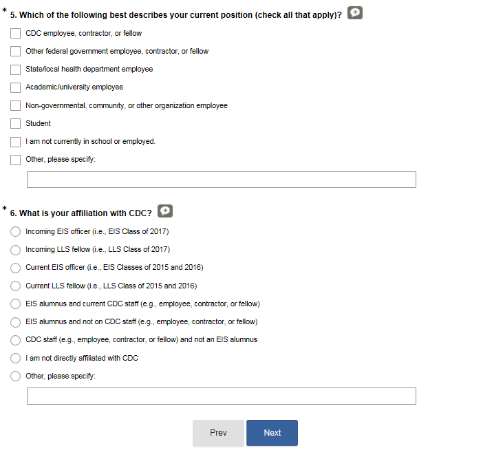 * 5. Which of the following best describes your current position (check all that apply)?
CDC employee, contractor, or fellow
Other federal government employee, contractor, or fellow
State/local health department employee
Academic/university employee
Non-governmental, community, or other organization employee
Student
I am not currently in school or employed.
Other, please specify:
* 6. What is your affiliation with CDC?
Incoming EIS officer (i.e., EIS Class of 2017)
Incoming LLS fellow (i.e., LLS Class of 2017)
Current EIS officer (i.e., EIS Classes of 2015 and 2016)
Current LLS fellow (i.e., LLS Class of 2015 and 2016)
EIS alumnus and current CDC staff (e.g., employee, contractor, or fellow)
EIS alumnus and not on CDC staff (e.g., employee, contractor, or fellow)
CDC staff (e.g., employee, contractor, or fellow) and not an EIS alumnus
I am not directly affiliated with CDC
Other, please specify:
Prev Next